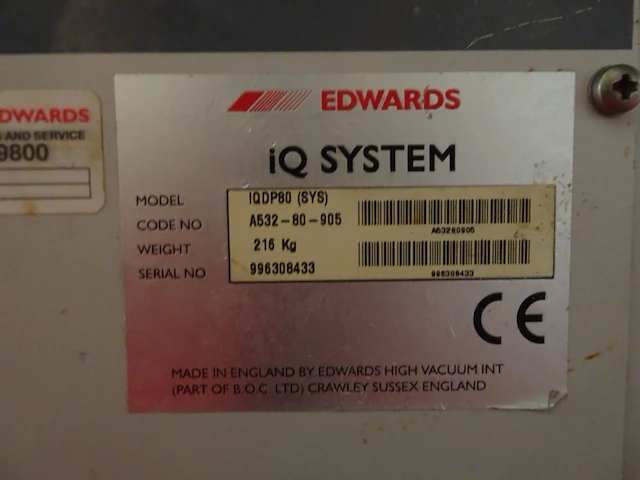 EDWARDS
iQ SYSTEM
MODEL IQDP80 (SYS)
CODE NO A532-80-905
A53280905
WEIGHT 216 Kg
SERIAL NO 996308433
996308433
CE
MADE IN ENGLAND BY EDWARDS HIGH VACUUM INT
(PART OF B.O.C. LTD) CRAWLEY SUSSEX ENGLAND
EDWARDS
AND SERVICE
9800